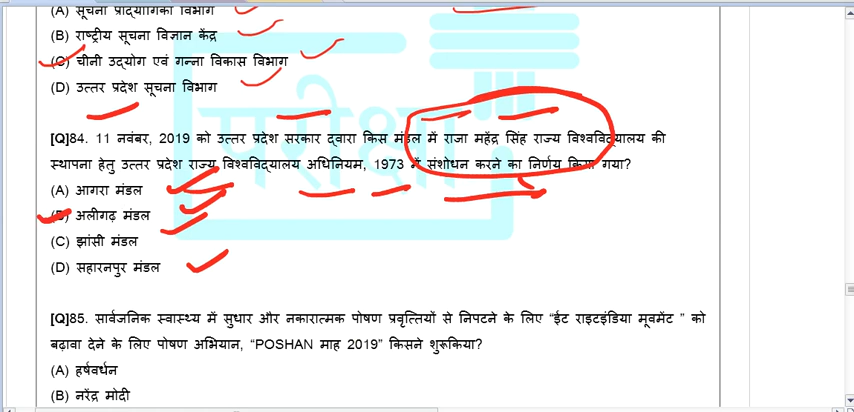 (A) सूचना प्रौद्योगिकी विभाग
(B) राष्ट्रीय सूचना विज्ञान केंद्र
(C) चीनी उद्योग एवं गन्ना विकास विभाग
(D) उत्तर प्रदेश सूचना विभाग
[Q]84. 11 नवंबर, 2019 को उत्तर प्रदेश सरकार द्वारा किस मंडल में राजा महेंद्र सिंह राज्य विश्वविद्यालय की
स्थापना हेतु उत्तर प्रदेश राज्य विश्वविद्यालय अधिनियम, 1973 में संशोधन करने का निर्णय किया गया?
(A) आगरा मंडल
(B) अलीगढ़ मंडल
(C) झांसी मंडल
(D) सहारनपुर मंडल
[Q]85. सार्वजनिक स्वास्थ्य में सुधार और नकारात्मक पोषण प्रवृत्तियों से निपटने के लिए “ईट राइटइंडिया मूवमेंट ” को
बढ़ावा देने के लिए पोषण अभियान, “POSHAN माह 2019” किसने शुरूकिया?
(A) हर्षवर्धन
(B) नरेंद्र मोदी
परीक्षा